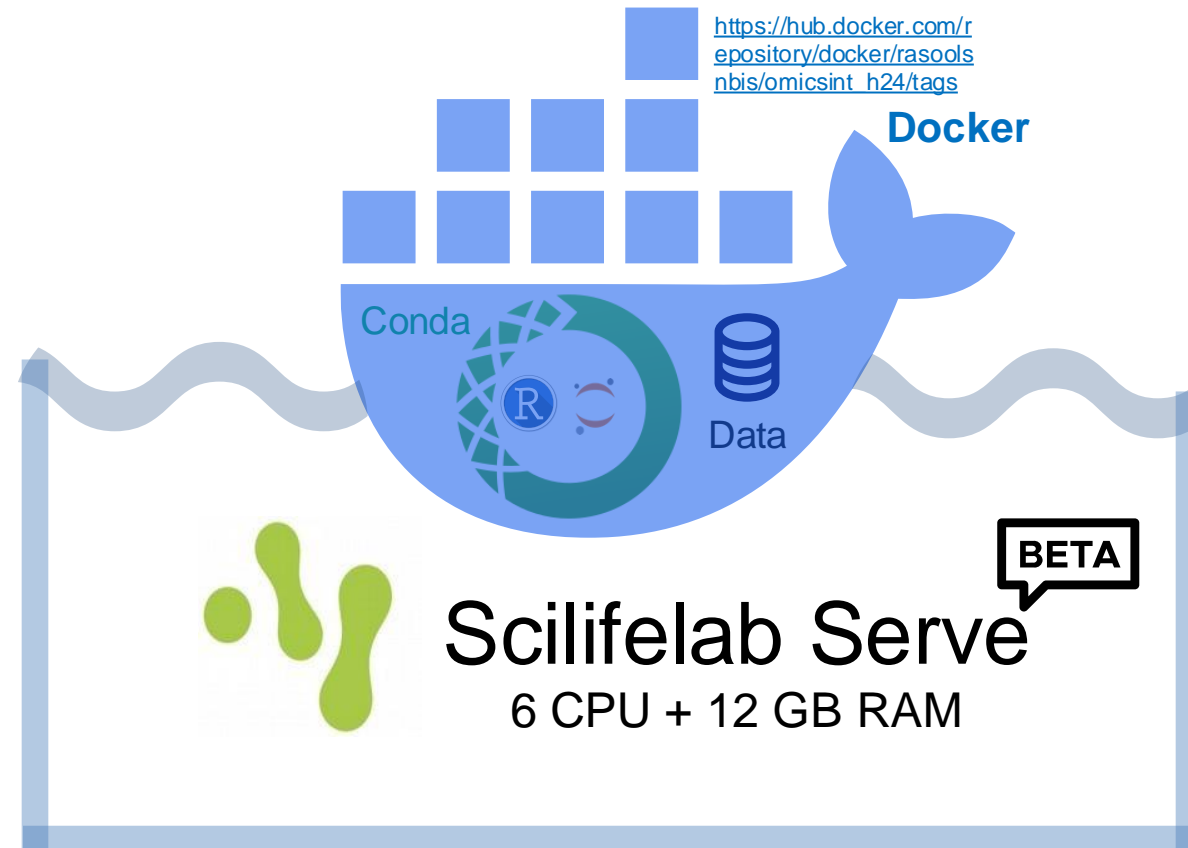 https://hub.docker.com/r
epository/docker/rasools
nbis/omicsint_h24/tags
Docker
Conda
R
Data
BETA
Scilifelab Serve
6 CPU + 12 GB RAM